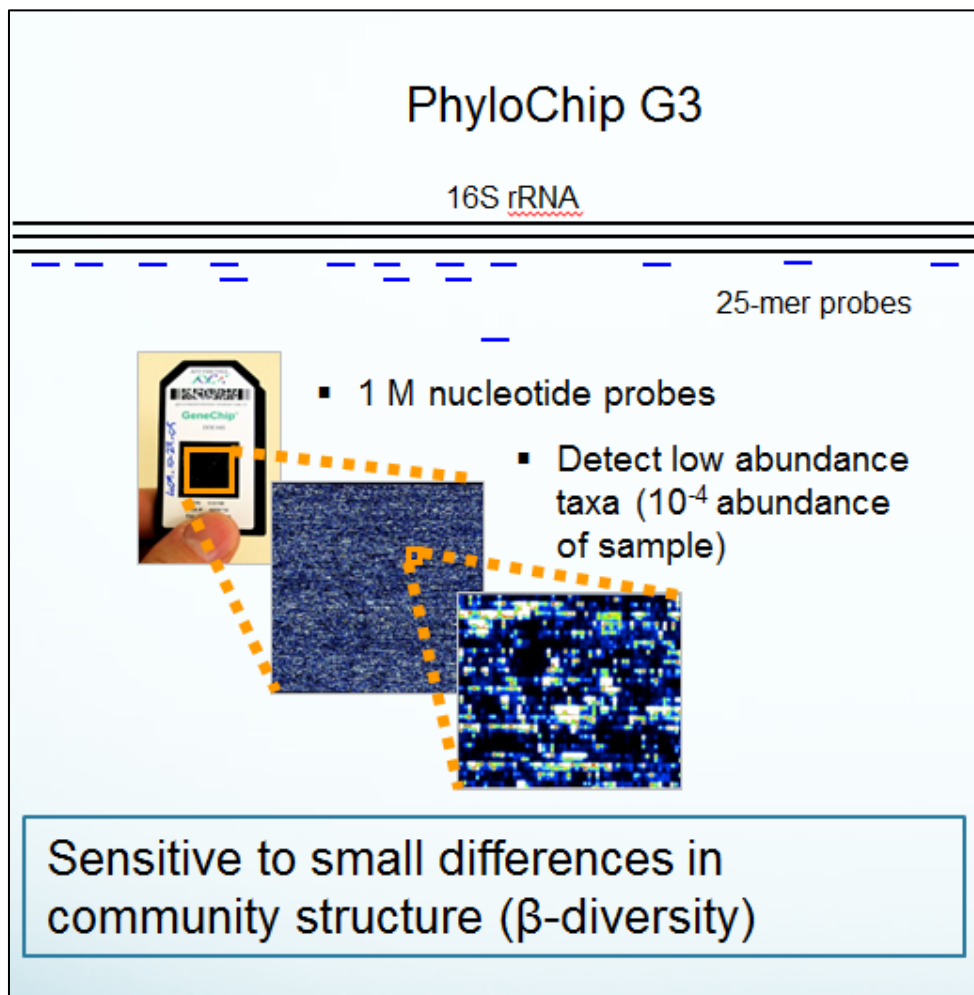 PhyloChip G3
16S rRNA
25-mer probes
▪ 1 M nucleotide probes
GeneChip
▪ Detect low abundance
taxa (10⁻⁴ abundance
of sample)
Sensitive to small differences in
community structure (β-diversity)